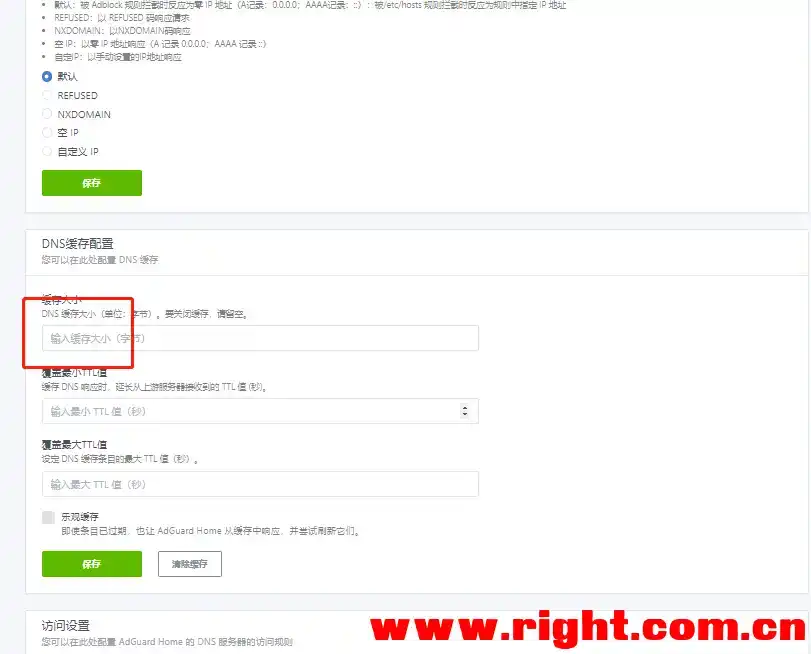 默认：被 Adblock 规则拦截时反应为零 IP 地址（A记录：0.0.0.0；AAAA记录：::）；被/etc/hosts 规则拦截时反应为规则中指定 IP 地址
REFUSED：以 REFUSED 码响应请求
NXDOMAIN：以NXDOMAIN码响应
空 IP：以零 IP 地址响应（A 记录 0.0.0.0；AAAA 记录 ::）
自定IP：以手动设置的IP地址响应
默认
REFUSED
NXDOMAIN
空 IP
自定义 IP
保存
DNS缓存配置
您可以在此处配置 DNS 缓存
缓存大小
DNS 缓存大小（单位：字节）。要关闭缓存，请留空。
输入缓存大小（字节）
覆盖最小TTL值
缓存 DNS 响应时，延长从上游服务器接收到的 TTL 值 (秒)。
输入最小 TTL 值（秒）
覆盖最大TTL值
设定 DNS 缓存条目的最大 TTL 值（秒）。
输入最大 TTL 值（秒）
乐观缓存
即使条目已过期，也让 AdGuard Home 从缓存中响应，并尝试刷新它们。
保存
清除缓存
访问设置
您可以在此处配置 AdGuard Home 的 DNS 服务器的访问规则
www.right.com.cn